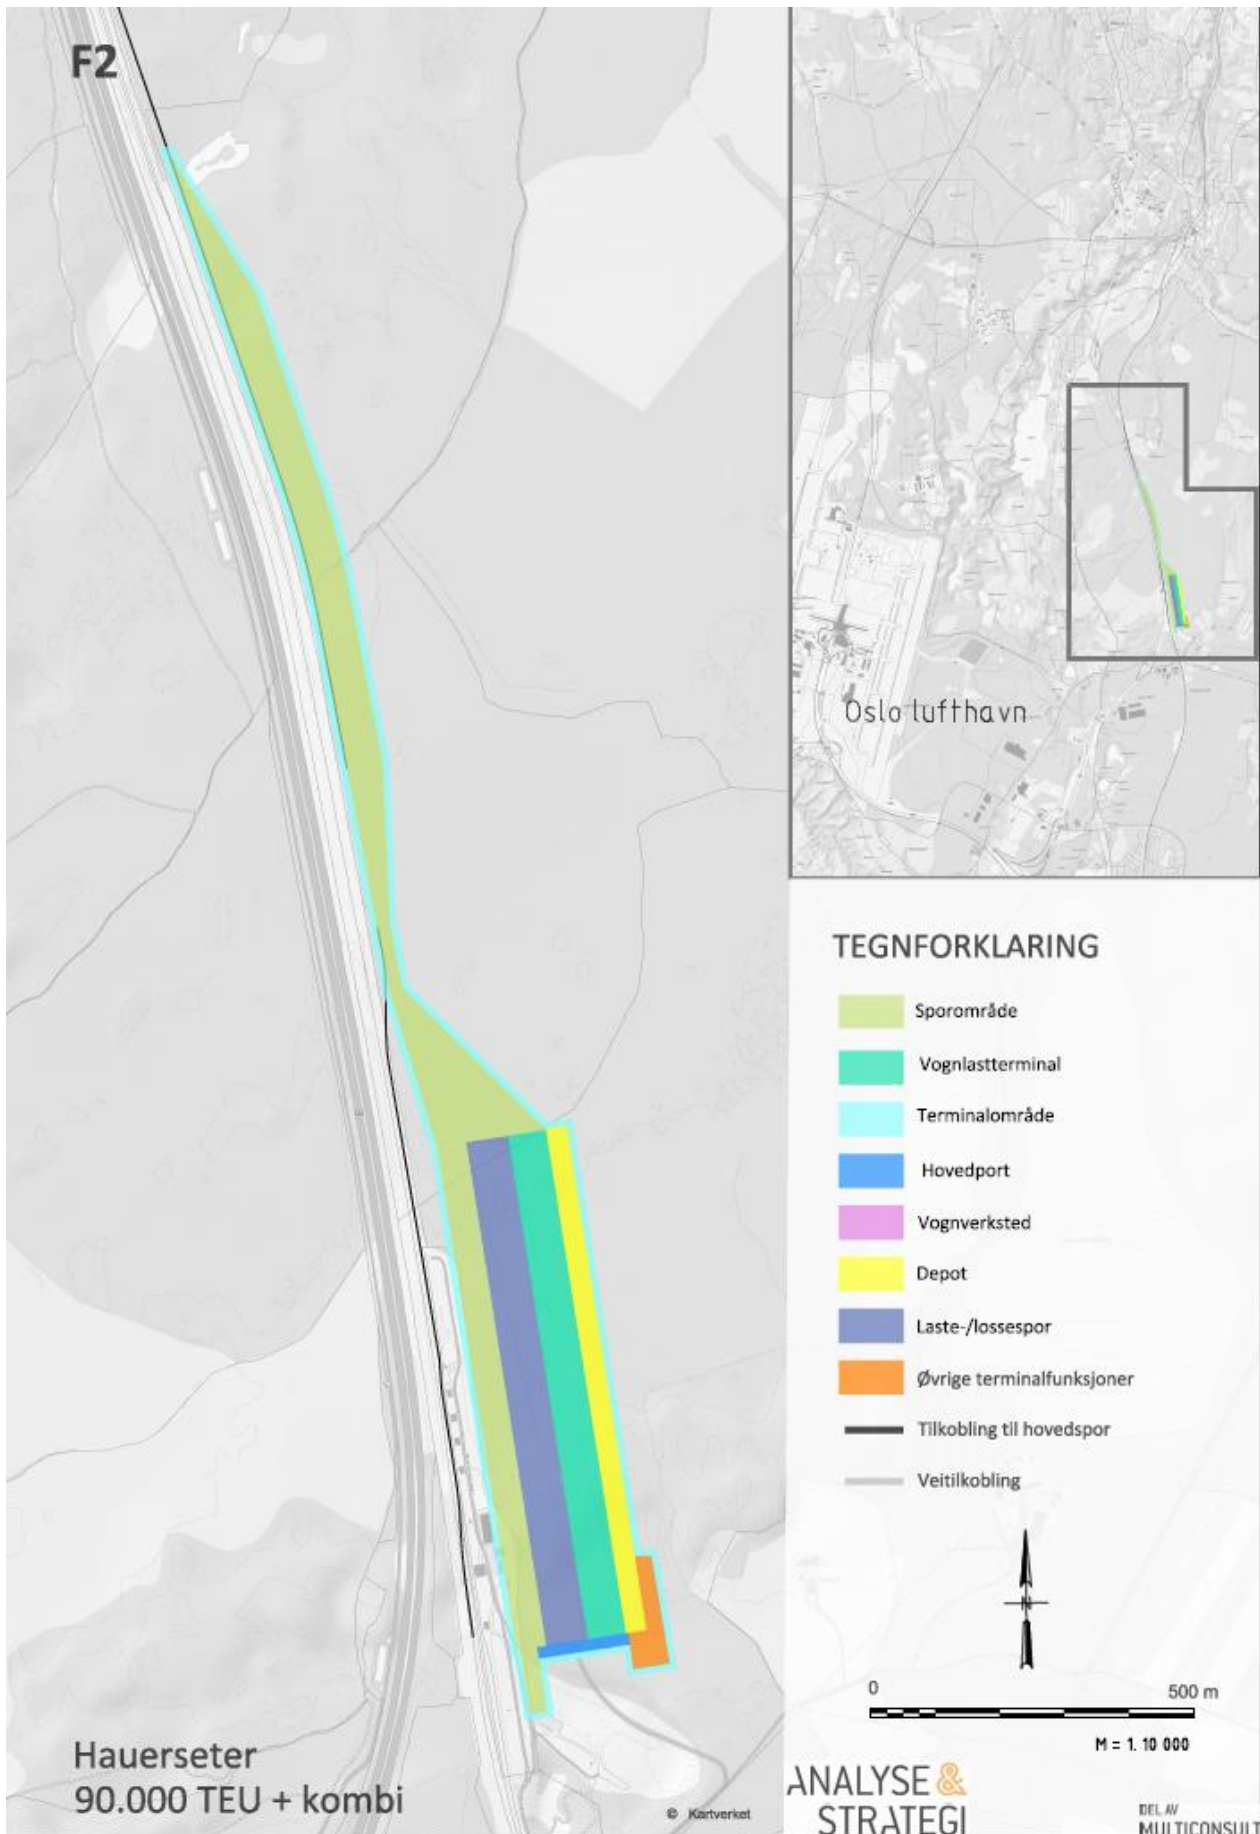 F2
Oslo lufthavn
TEGNFORKLARING
Sporområde
Vognlastterminal
Terminalområde
Hovedport
Vognverksted
Depot
Laste-/lossespor
Øvrige terminalfunksjoner
Tilkobling til hovedspor
Veitilkobling
N
0 500 m
M = 1. 10 000
Hauerseter
90.000 TEU + kombi
© Kartverket
ANALYSE &
STRATEGI
DEL AV
MULTICONSUL